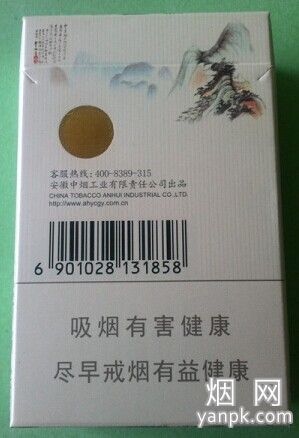 客服热线:400-8389-315
安徽中烟工业有限责任公司出品
CHINA TOBACCO ANHUI INDUSTRIAL CO.,LTD.
http://www.ahycgy.com.cn
6 901028 131858
吸烟有害健康
尽早戒烟有益健康
烟网
yanpk.com